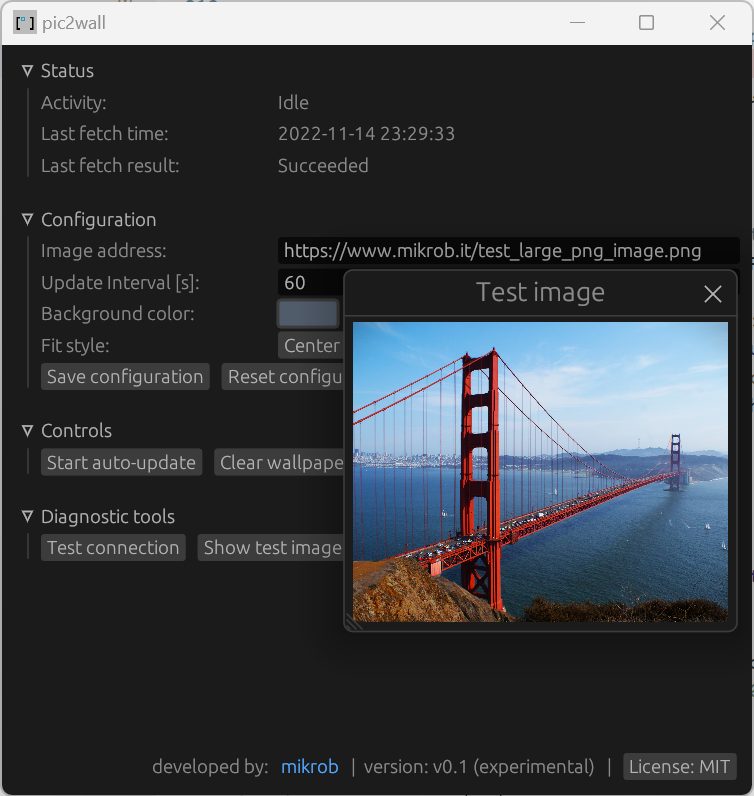 pic2wall
Status
Activity: Idle
Last fetch time: 2022-11-14 23:29:33
Last fetch result: Succeeded
Configuration
Image address: https://www.mikrob.it/test_large_png_image.png
Update Interval [s]: 60
Test image
Background color:
Fit style: Center
Save configuration Reset configu
Controls
Start auto-update Clear wallpape
Diagnostic tools
Test connection Show test image
developed by: mikrob | version: v0.1 (experimental) | License: MIT